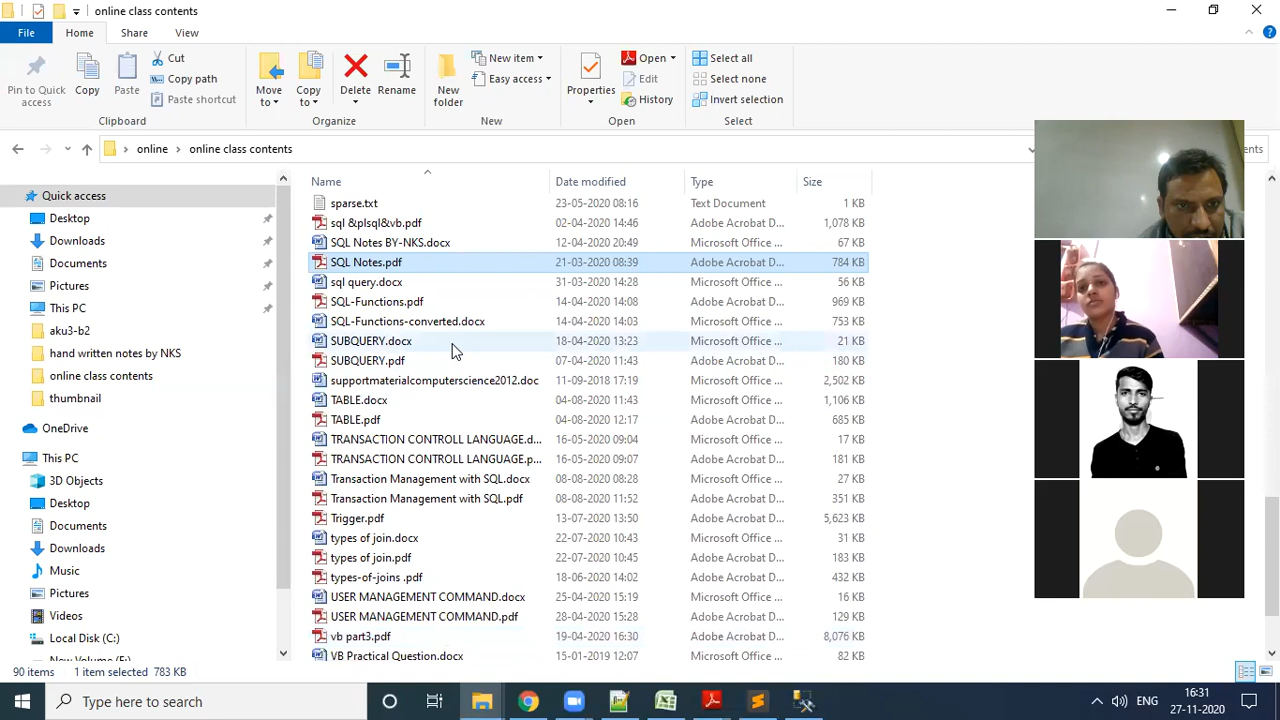 online class contents
File Home Share View
Pin to Quick access
Copy
Paste
Cut
Copy path
Paste shortcut
Clipboard
Move to
Copy to
Delete
Rename
Organize
New folder
New item
Easy access
New
Properties
Open
Edit
History
Open
Select all
Select none
Invert selection
Select
online › online class contents
Name Date modified Type Size
Quick access
Desktop
Downloads
Documents
Pictures
This PC
aku3-b2
hand written notes by NKS
online class contents
thumbnail
OneDrive
This PC
3D Objects
Desktop
Documents
Downloads
Music
Pictures
Videos
Local Disk (C:)
sparse.txt 23-05-2020 08:16 Text Document 1 KB
sql &plsql&vb.pdf 02-04-2020 14:46 Adobe Acrobat D... 1,078 KB
SQL Notes BY-NKS.docx 12-04-2020 20:49 Microsoft Office ... 67 KB
SQL Notes.pdf 21-03-2020 08:39 Adobe Acrobat D... 784 KB
sql query.docx 31-03-2020 14:28 Microsoft Office ... 56 KB
SQL-Functions.pdf 14-04-2020 14:08 Adobe Acrobat D... 969 KB
SQL-Functions-converted.docx 14-04-2020 14:03 Microsoft Office ... 753 KB
SUBQUERY.docx 18-04-2020 13:23 Microsoft Office ... 21 KB
SUBQUERY.pdf 07-04-2020 11:43 Adobe Acrobat D... 180 KB
supportmaterialcomputerscience2012.doc 11-09-2018 17:19 Microsoft Office ... 2,502 KB
TABLE.docx 04-08-2020 11:43 Microsoft Office ... 1,106 KB
TABLE.pdf 04-08-2020 11:43 Adobe Acrobat D... 685 KB
TRANSACTION CONTROLL LANGUAGE.d... 16-05-2020 09:04 Microsoft Office ... 17 KB
TRANSACTION CONTROLL LANGUAGE.p... 16-05-2020 09:07 Adobe Acrobat D... 181 KB
Transaction Management with SQL.docx 08-08-2020 08:28 Microsoft Office ... 27 KB
Transaction Management with SQL.pdf 08-08-2020 11:52 Adobe Acrobat D... 351 KB
Trigger.pdf 13-07-2020 13:50 Adobe Acrobat D... 5,623 KB
types of join.docx 22-07-2020 10:43 Microsoft Office ... 31 KB
types of join.pdf 22-07-2020 10:45 Adobe Acrobat D... 183 KB
types-of-joins .pdf 18-06-2020 14:02 Adobe Acrobat D... 432 KB
USER MANAGEMENT COMMAND.docx 25-04-2020 15:19 Microsoft Office ... 16 KB
USER MANAGEMENT COMMAND.pdf 28-04-2020 15:28 Adobe Acrobat D... 129 KB
vb part3.pdf 19-04-2020 16:30 Adobe Acrobat D... 8,076 KB
VB Practical Question.docx 15-01-2019 12:07 Microsoft Office ... 82 KB
90 items 1 item selected 783 KB
Type here to search
ENG
16:31
27-11-2020